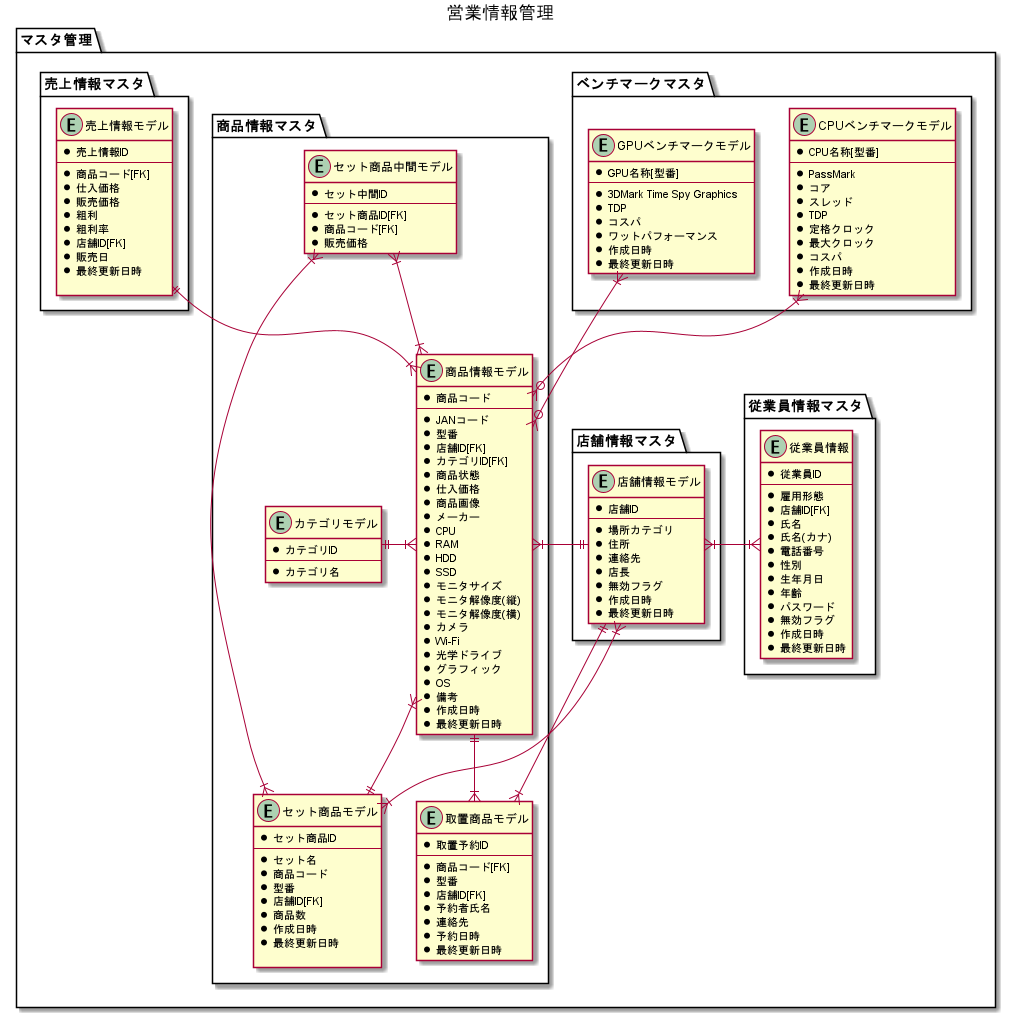 営業情報管理
マスタ管理
売上情報マスタ
E 売上情報モデル
売上情報ID
商品コード[FK]
仕入価格
販売価格
粗利
粗利率
店舗ID[FK]
販売日
最終更新日時
商品情報マスタ
E セット商品中間モデル
セット中間ID
セット商品ID[FK]
商品コード[FK]
販売価格
ベンチマークマスタ
E GPUベンチマークモデル
GPU名称[型番]
3DMark Time Spy Graphics
TDP
コスパ
ワットパフォーマンス
作成日時
最終更新日時
E CPUベンチマークモデル
CPU名称[型番]
PassMark
コア
スレッド
TDP
定格クロック
最大クロック
コスパ
作成日時
最終更新日時
E 商品情報モデル
商品コード
JANコード
型番
店舗ID[FK]
カテゴリID[FK]
商品状態
仕入価格
商品画像
メーカー
CPU
RAM
HDD
SSD
モニタサイズ
モニタ解像度(縦)
モニタ解像度(横)
カメラ
Wi-Fi
光学ドライブ
グラフィック
OS
備考
作成日時
最終更新日時
E カテゴリモデル
カテゴリID
カテゴリ名
店舗情報マスタ
E 店舗情報モデル
店舗ID
場所カテゴリ
住所
連絡先
店長
無効フラグ
作成日時
最終更新日時
従業員情報マスタ
E 従業員情報
従業員ID
雇用形態
店舗ID[FK]
氏名
氏名(カナ)
電話番号
性別
生年月日
年齢
パスワード
無効フラグ
作成日時
最終更新日時
E セット商品モデル
セット商品ID
セット名
商品コード
型番
店舗ID[FK]
商品数
作成日時
最終更新日時
E 取置商品モデル
取置予約ID
商品コード[FK]
型番
店舗ID[FK]
予約者氏名
連絡先
予約日時
最終更新日時